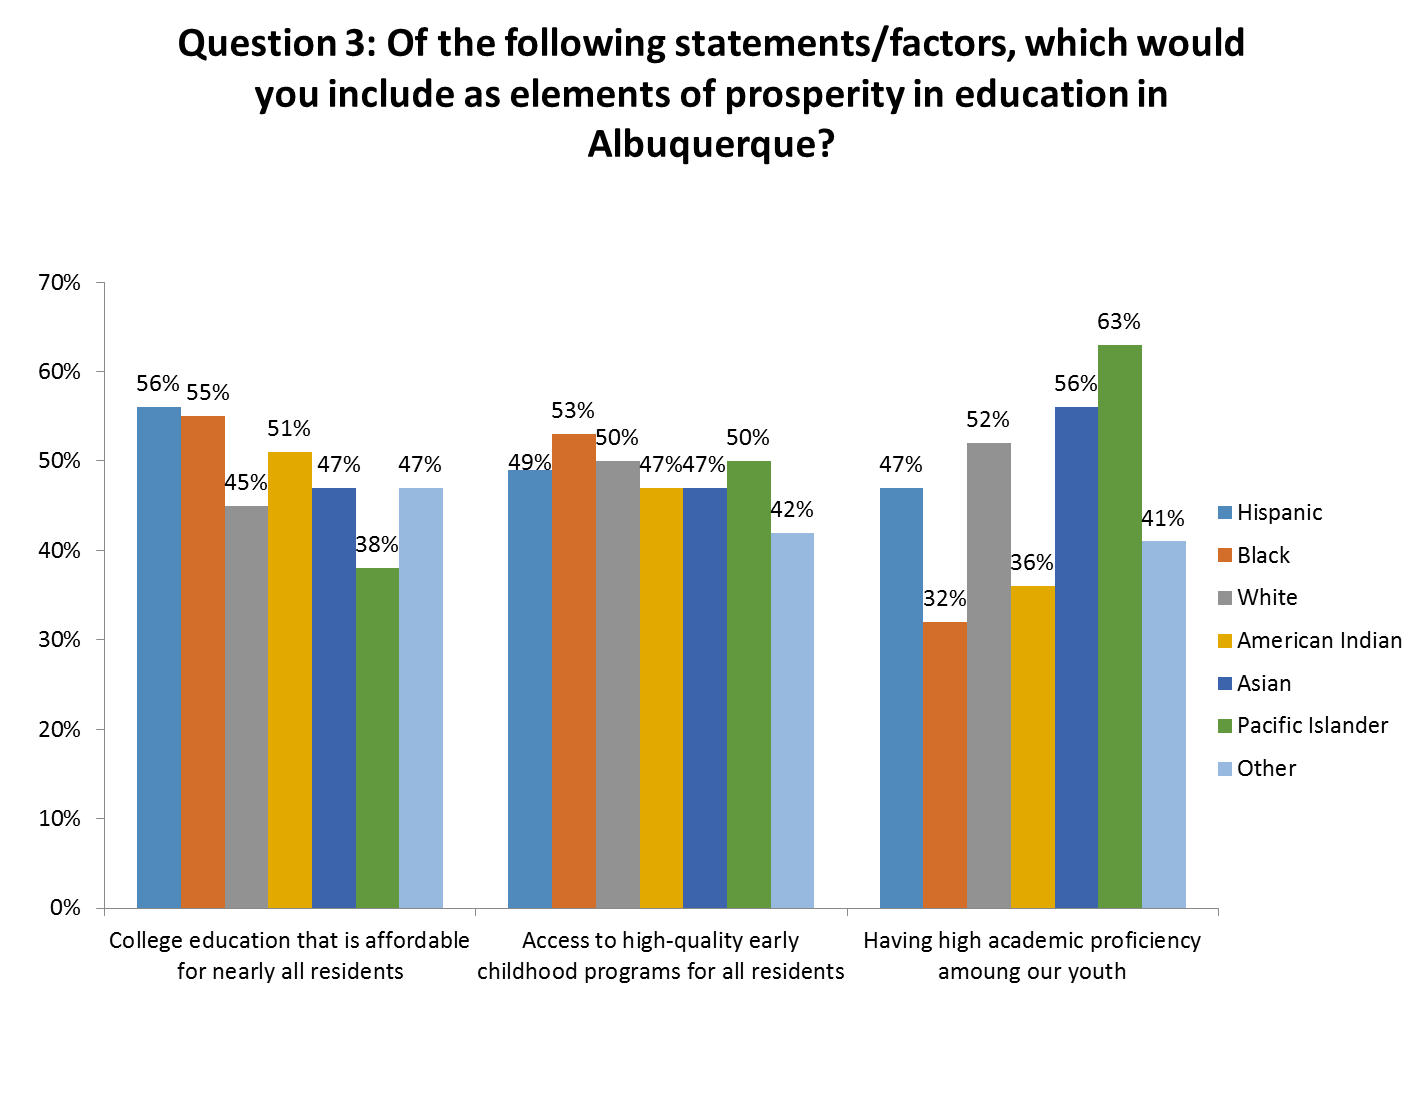 Question 3: Of the following statements/factors, which would
you include as elements of prosperity in education in
Albuquerque?
70%
60%
50%
40%
30%
20%
10%
0%
56% 55% 45% 51% 47% 38% 47%
49% 53% 50% 47% 47% 50% 42%
47% 32% 52% 36% 56% 63% 41%
College education that is affordable
for nearly all residents
Access to high-quality early
childhood programs for all residents
Having high academic proficiency
amoung our youth
Hispanic
Black
White
American Indian
Asian
Pacific Islander
Other